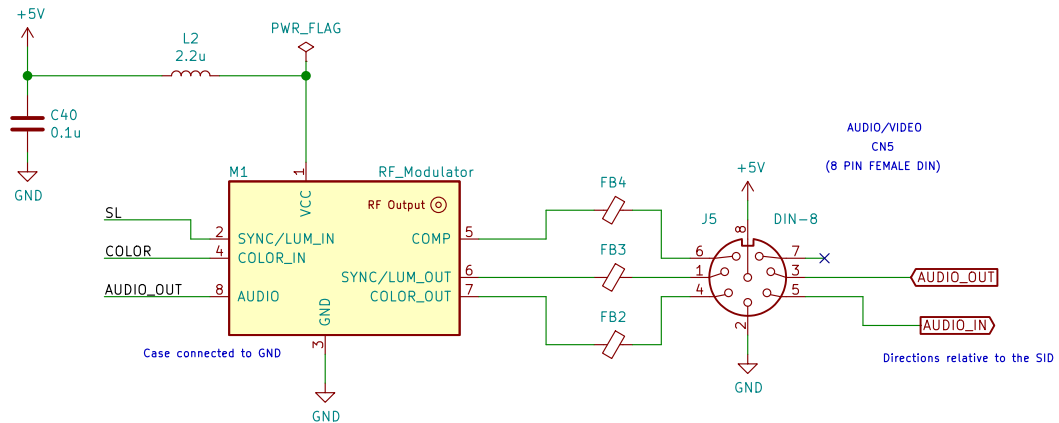 +5V
L2
2.2u
PWR_FLAG
C40
0.1u
GND
AUDIO/VIDEO
CN5
(8 PIN FEMALE DIN)
M1
1
RF_Modulator
VCC
RF Output
SL
2
SYNC/LUM_IN
COLOR
4
COLOR_IN
AUDIO_OUT
8
AUDIO
COMP
5
SYNC/LUM_OUT
6
COLOR_OUT
7
GND
3
Case connected to GND
GND
FB4
FB3
FB2
+5V
J5
DIN-8
8
6
7
1
3
4
5
2
GND
AUDIO_OUT
AUDIO_IN
Directions relative to the SID